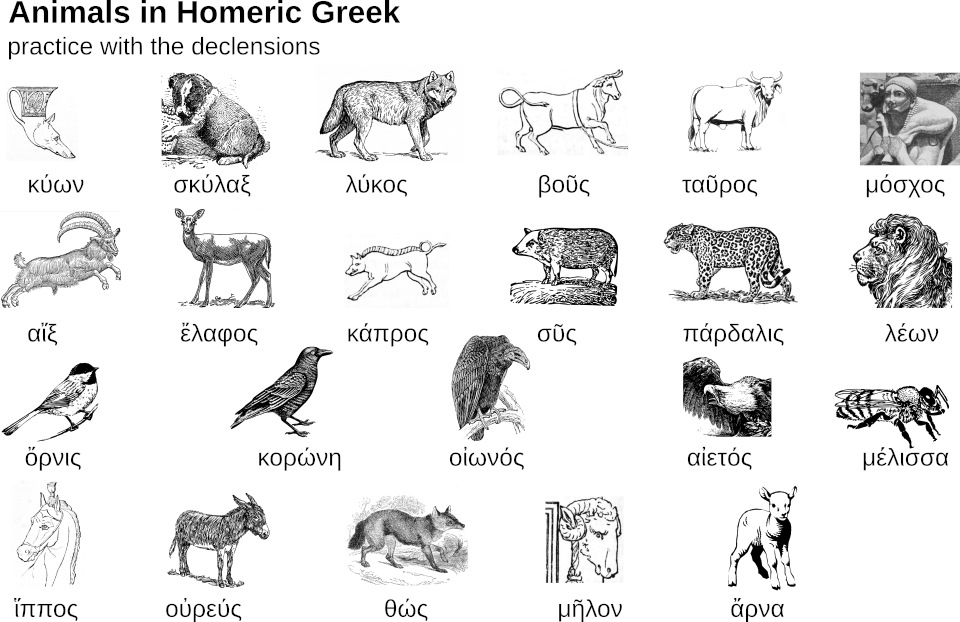 Animals in Homeric Greek
practice with the declensions
κύων σκύλαξ λύκος βοῦς ταῦρος μόσχος
αἴξ ἔλαφος κάπρος σῦς πάρδαλις λέων
ὄρνις κορώνη οἰωνός αἰετός μέλισσα
ἵππος οὐρεύς θώς μῆλον ἄρνα